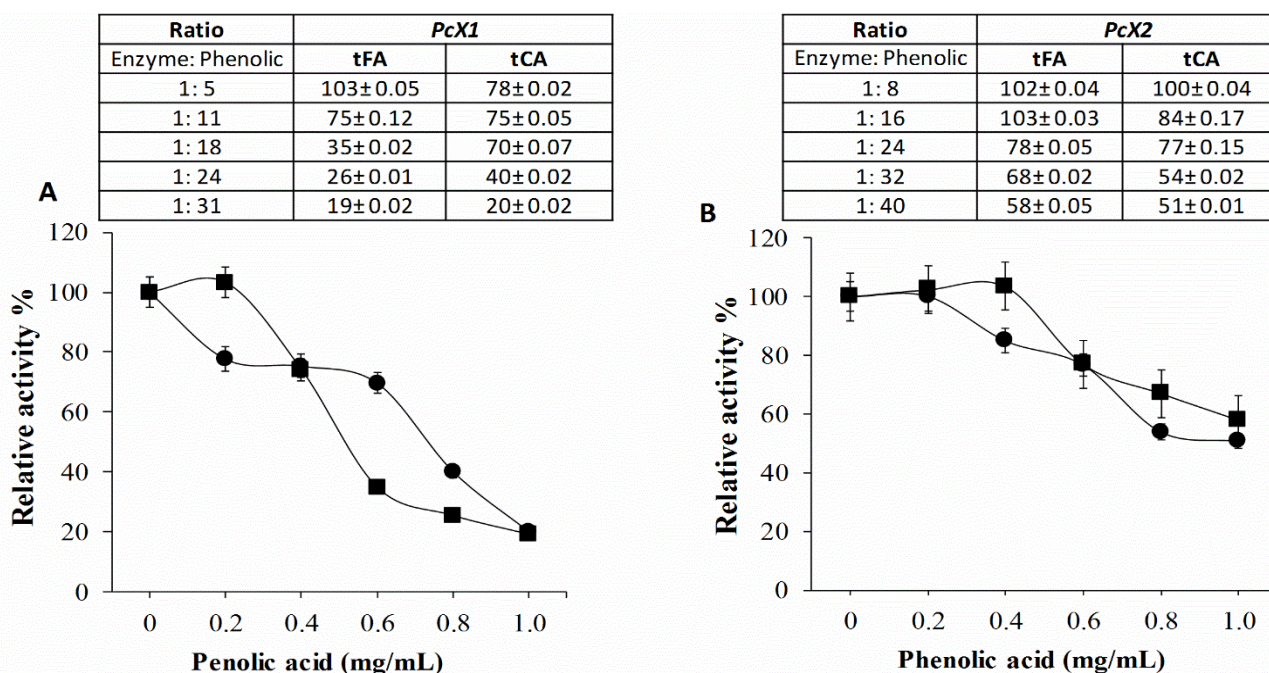 Ratio PcX1
Enzyme: Phenolic tFA tCA
1: 5 103±0.05 78±0.02
1: 11 75±0.12 75±0.05
1: 18 35±0.02 70±0.07
1: 24 26±0.01 40±0.02
1: 31 19±0.02 20±0.02
A
120
100
80
60
40
20
0
0 0.2 0.4 0.6 0.8 1.0
Relative activity %
Penolic acid (mg/mL)
Ratio PcX2
Enzyme: Phenolic tFA tCA
1: 8 102±0.04 100±0.04
1: 16 103±0.03 84±0.17
1: 24 78±0.05 77±0.15
1: 32 68±0.02 54±0.02
1: 40 58±0.05 51±0.01
B
120
100
80
60
40
20
0
0 0.2 0.4 0.6 0.8 1.0
Relative activity %
Phenolic acid (mg/mL)